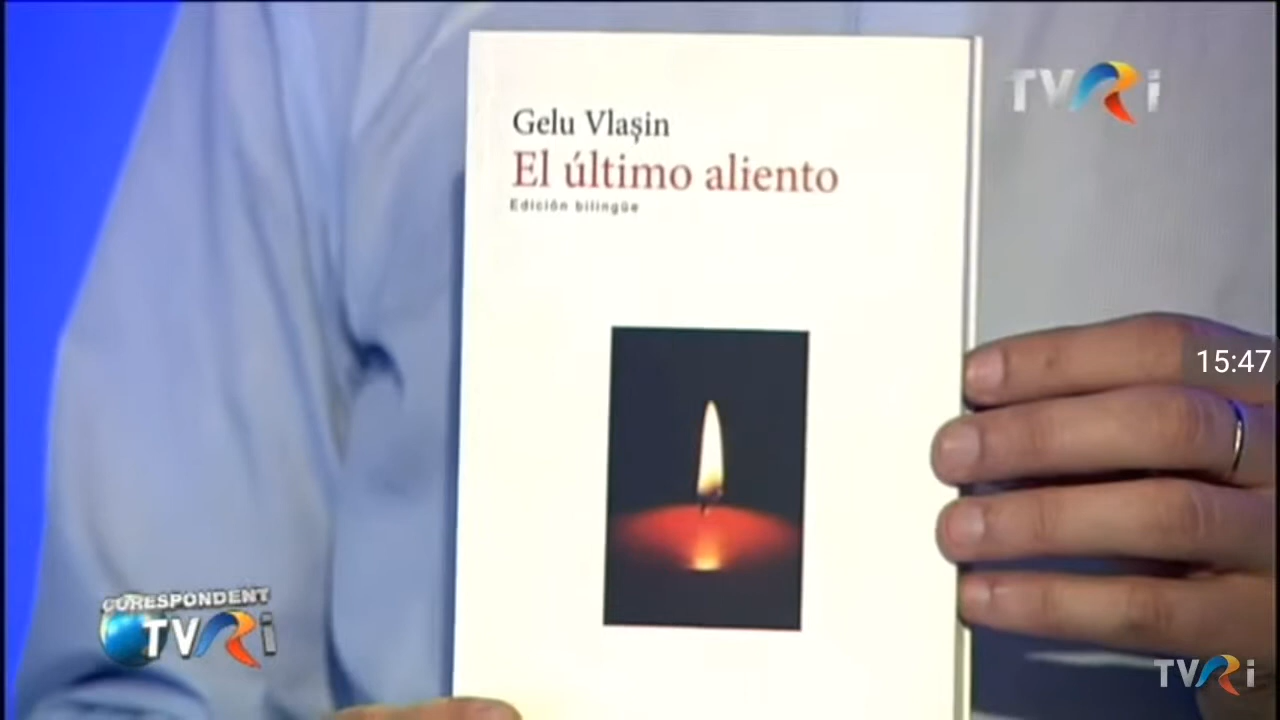 TVRi
Gelu Vlașin
El último aliento
Edición bilingüe
15:47
CORESPONDENT
TVRi
TVRi